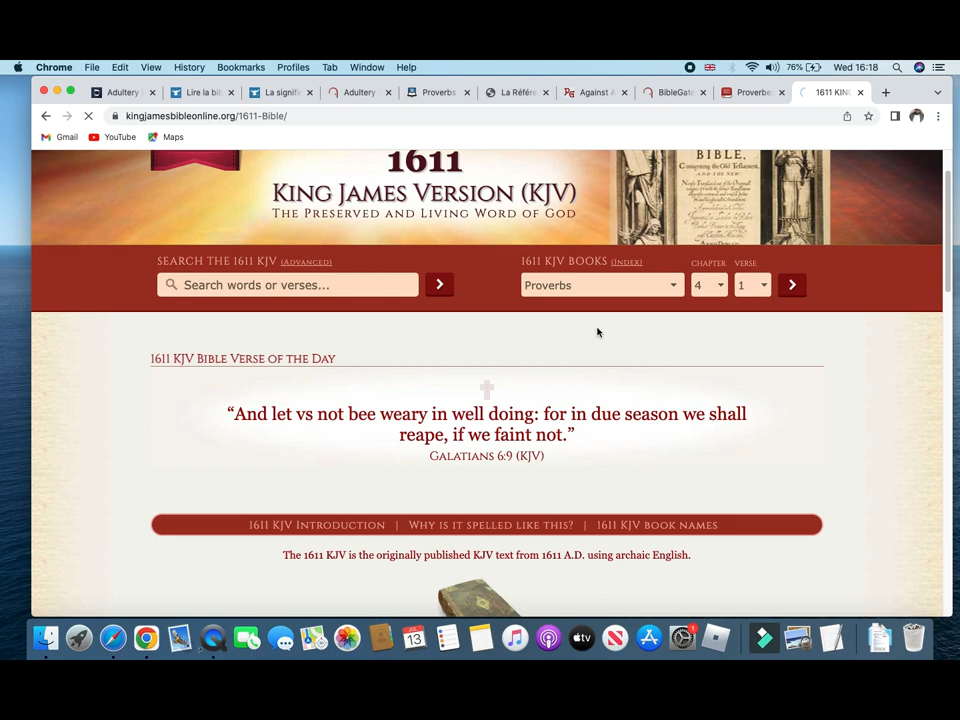 Chrome File Edit View History Bookmarks Profiles Tab Window Help 76% Wed 16:18
Adultery Lire la bi La signifi Adultery Proverbs La Référe Against A BibleGat Proverbe 1611 KIN
kingjamesbibleonline.org/1611-Bible/
Gmail YouTube Maps
1611
BIBLE,
King James Version (KJV)
The Preserved and Living Word of God
Search the 1611 KJV (Advanced) 1611 KJV Books (Index) Chapter Verse
Search words or verses... Proverbs 4 1
1611 KJV Bible Verse of the Day
“And let vs not bee weary in well doing: for in due season we shall
reape, if we faint not.”
Galatians 6:9 (KJV)
1611 KJV Introduction | Why is it spelled like this? | 1611 KJV book names
The 1611 KJV is the originally published KJV text from 1611 A.D. using archaic English.
13
tv
1